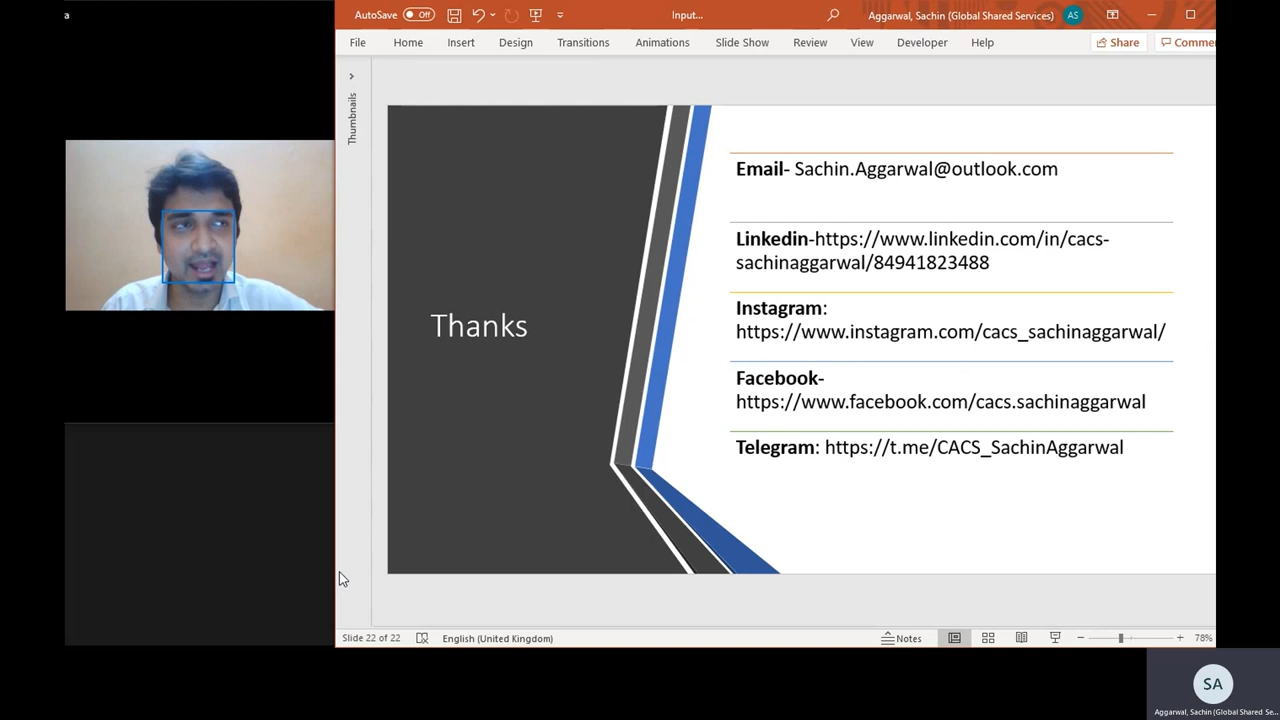 a
AutoSave Off Input... Aggarwal, Sachin (Global Shared Services) AS
File Home Insert Design Transitions Animations Slide Show Review View Developer Help Share Commer
Thumbnails
Email- Sachin.Aggarwal@outlook.com
Linkedin-https://www.linkedin.com/in/cacs-
sachinaggarwal/84941823488
Instagram:
https://www.instagram.com/cacs_sachinaggarwal/
Thanks
Facebook-
https://www.facebook.com/cacs.sachinaggarwal
Telegram: https://t.me/CACS_SachinAggarwal
Slide 22 of 22 English (United Kingdom) Notes 78%
SA
Aggarwal, Sachin (Global Shared Se...